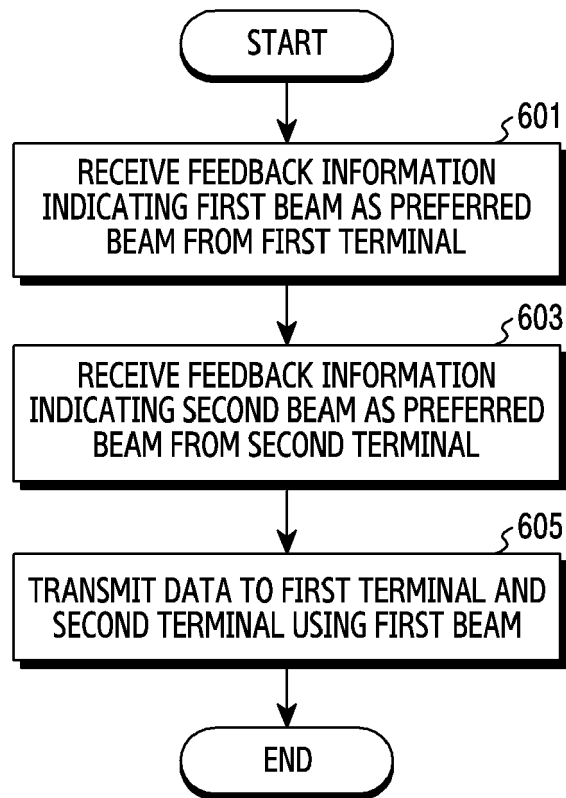 START
601
RECEIVE FEEDBACK INFORMATION
INDICATING FIRST BEAM AS PREFERRED
BEAM FROM FIRST TERMINAL
603
RECEIVE FEEDBACK INFORMATION
INDICATING SECOND BEAM AS PREFERRED
BEAM FROM SECOND TERMINAL
605
TRANSMIT DATA TO FIRST TERMINAL AND
SECOND TERMINAL USING FIRST BEAM
END